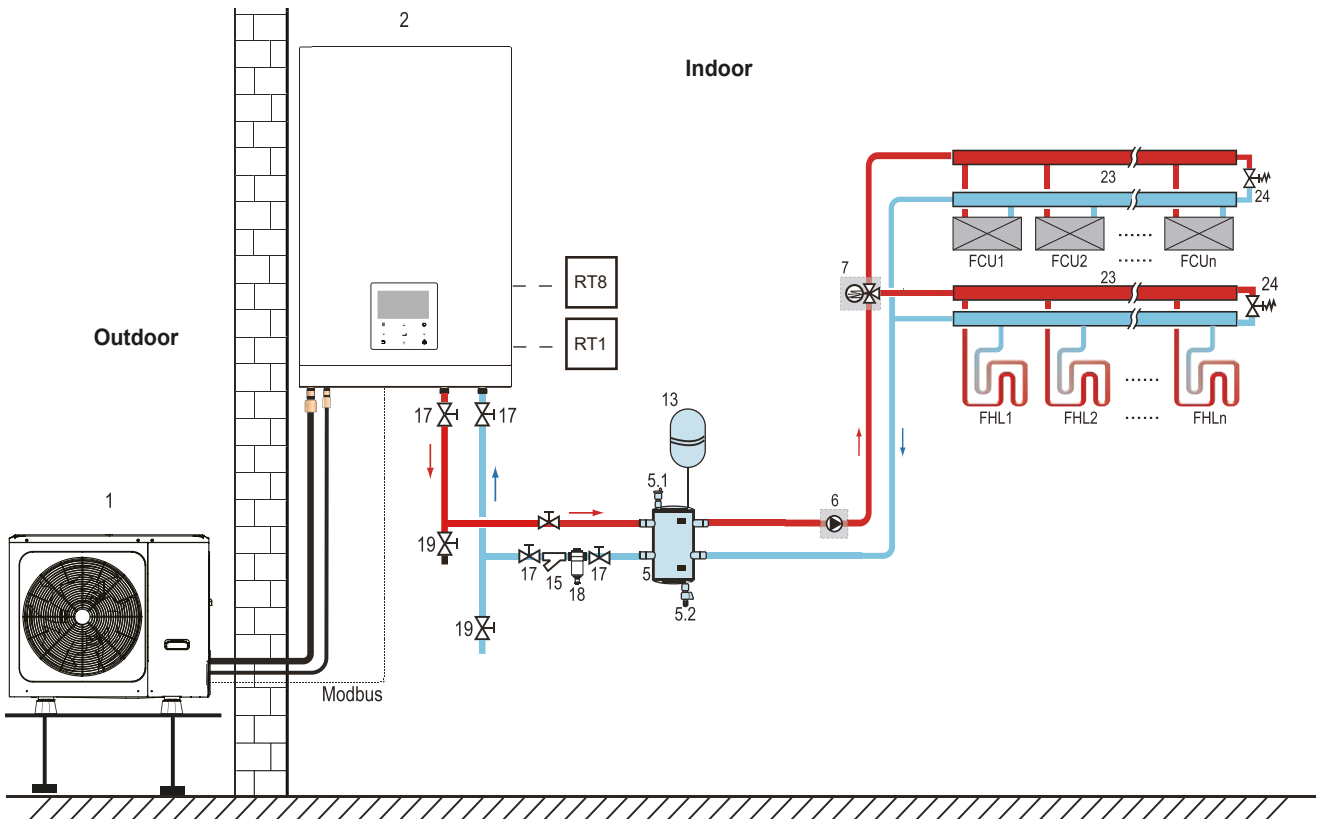 2
Indoor
23
24
FCU1 FCU2 ...... FCUn
......
7
23
24
RT8
RT1
Outdoor
FHL1 FHL2 ...... FHLn
......
17 17
13
5.1
6
1
19
17 15 18 17 5
5.2
19
Modbus